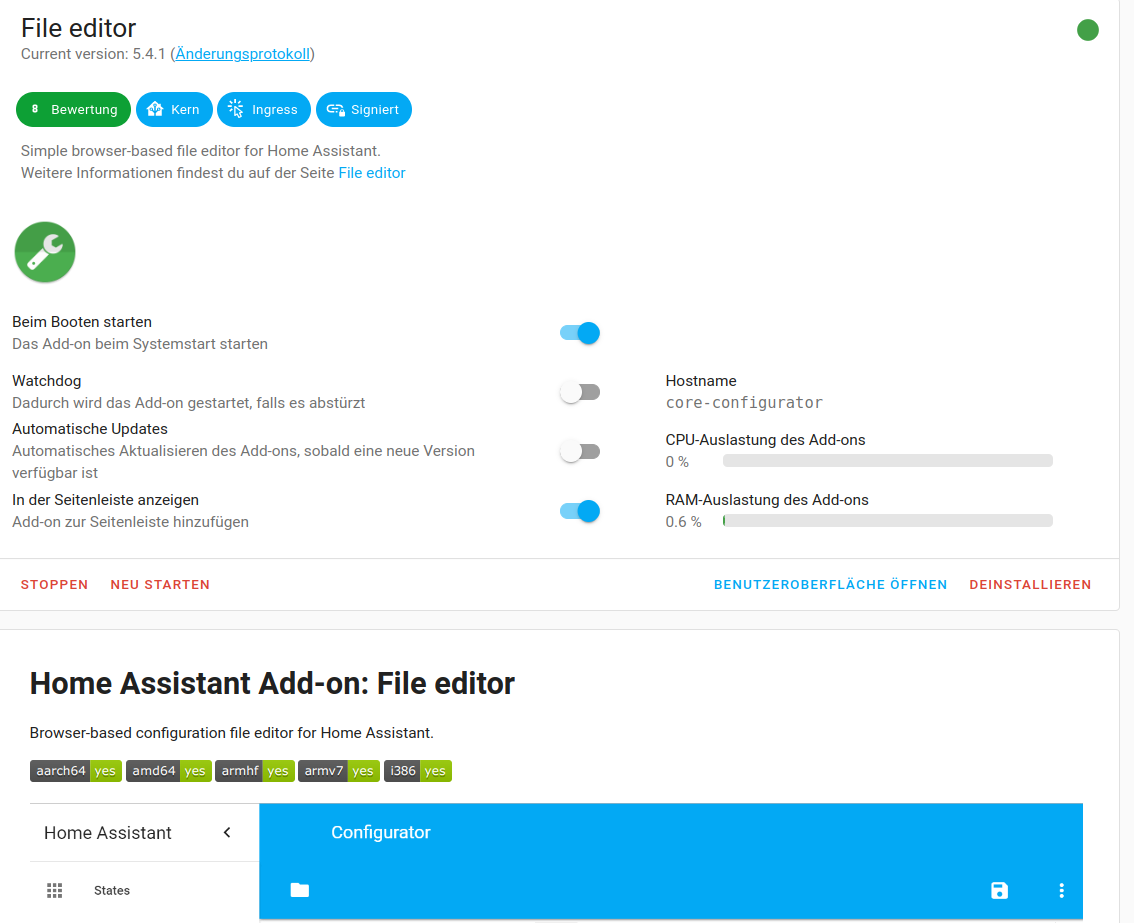 File editor
Current version: 5.4.1 (Änderungsprotokoll)
8 Bewertung Kern Ingress Signiert
Simple browser-based file editor for Home Assistant.
Weitere Informationen findest du auf der Seite File editor
Beim Booten starten
Das Add-on beim Systemstart starten
Watchdog
Dadurch wird das Add-on gestartet, falls es abstürzt
Automatische Updates
Automatisches Aktualisieren des Add-ons, sobald eine neue Version
verfügbar ist
In der Seitenleiste anzeigen
Add-on zur Seitenleiste hinzufügen
Hostname
core-configurator
CPU-Auslastung des Add-ons
0 %
RAM-Auslastung des Add-ons
0.6 %
STOPPEN NEU STARTEN BENUTZEROBERFLÄCHE ÖFFNEN DEINSTALLIEREN
Home Assistant Add-on: File editor
Browser-based configuration file editor for Home Assistant.
aarch64 yes amd64 yes armhf yes armv7 yes i386 yes
Home Assistant Configurator
States